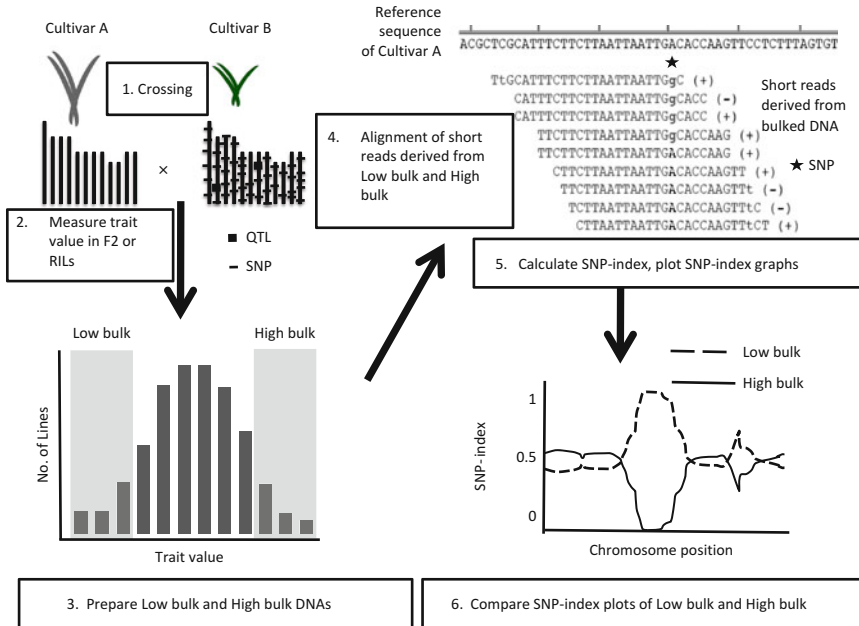 Cultivar A
Cultivar B
1. Crossing
×
2. Measure trait
value in F2 or
RILs
QTL
SNP
Low bulk
High bulk
No. of Lines
Trait value
3. Prepare Low bulk and High bulk DNAs
Reference
sequence
of Cultivar A
ACGCTCGCATTTCTTCTTAATTAATTGACACCAAGTTCCTCTTTAGTGT
TtGCATTTCTTCTTAATTAATTGgC (+)
CATTTCTTCTTAATTAATTGgCACC (-)
CATTTCTTCTTAATTAATTGgCACC (+)
TTCTTCTTAATTAATTGgCACCAAG (+)
TTCTTCTTAATTAATTGACACCAAG (+)
CTTCTTAATTAATTGACACCAAGTT (+)
TTCTTAATTAATTGACACCAAGTTt (-)
TCTTAATTAATTGACACCAAGTTtC (-)
CTTAATTAATTGACACCAAGTTtCT (+)
Short reads
derived from
bulked DNA
SNP
4. Alignment of short
reads derived from
Low bulk and High
bulk
5. Calculate SNP-index, plot SNP-index graphs
Low bulk
High bulk
1
0.5
0
SNP- index
Chromosome position
6. Compare SNP-index plots of Low bulk and High bulk